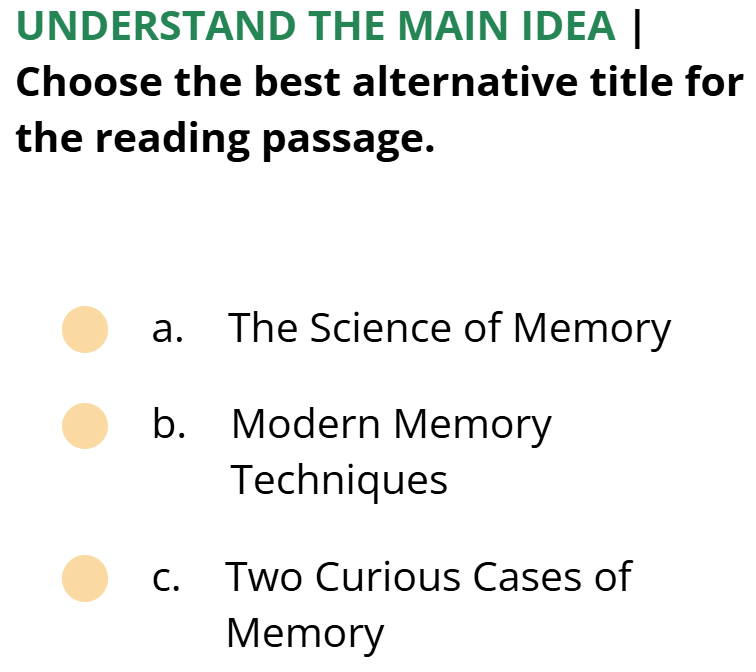 UNDERSTAND THE MAIN IDEA |
Choose the best alternative title for
the reading passage.
a. The Science of Memory
b. Modern Memory
Techniques
c. Two Curious Cases of
Memory